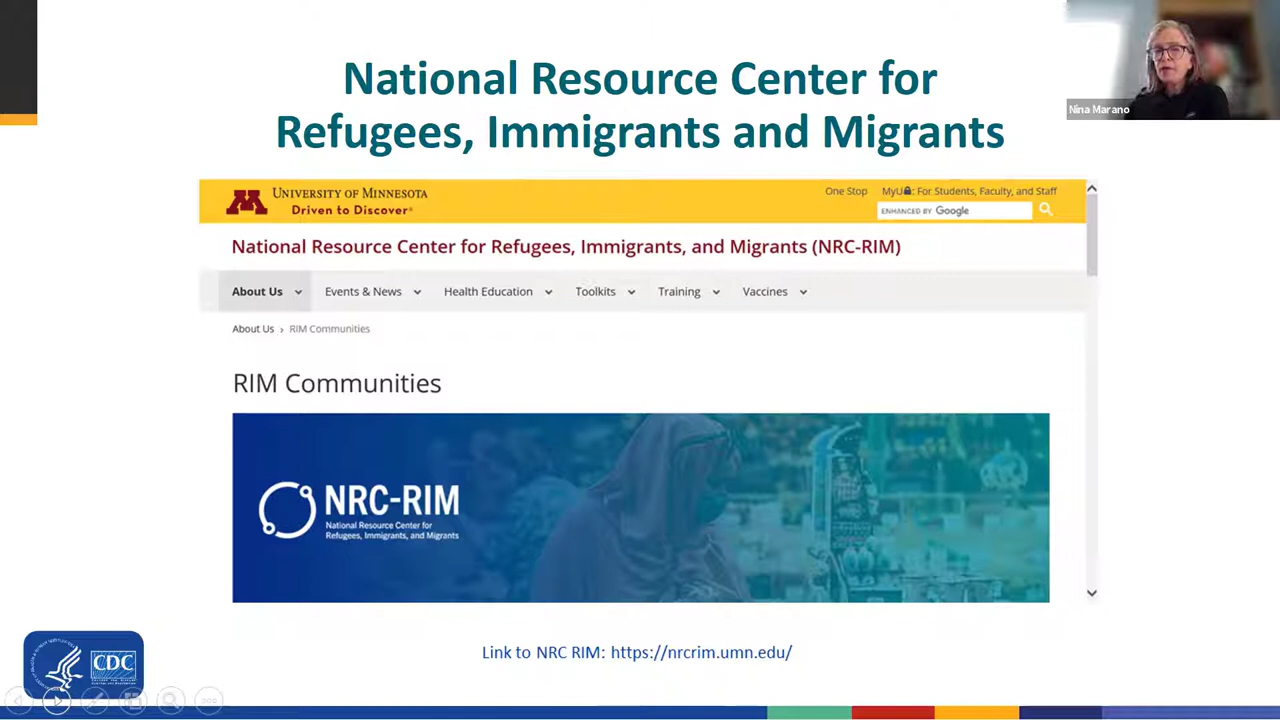 National Resource Center for
Refugees, Immigrants and Migrants
Nina Marano
UNIVERSITY OF MINNESOTA
Driven to Discover®
One Stop
MyU : For Students, Faculty, and Staff
ENHANCED BY Google
National Resource Center for Refugees, Immigrants, and Migrants (NRC-RIM)
About Us
Events & News
Health Education
Toolkits
Training
Vaccines
About Us › RIM Communities
RIM Communities
NRC-RIM
National Resource Center for
Refugees, Immigrants, and Migrants
Link to NRC RIM: https://nrcrim.umn.edu/
CDC